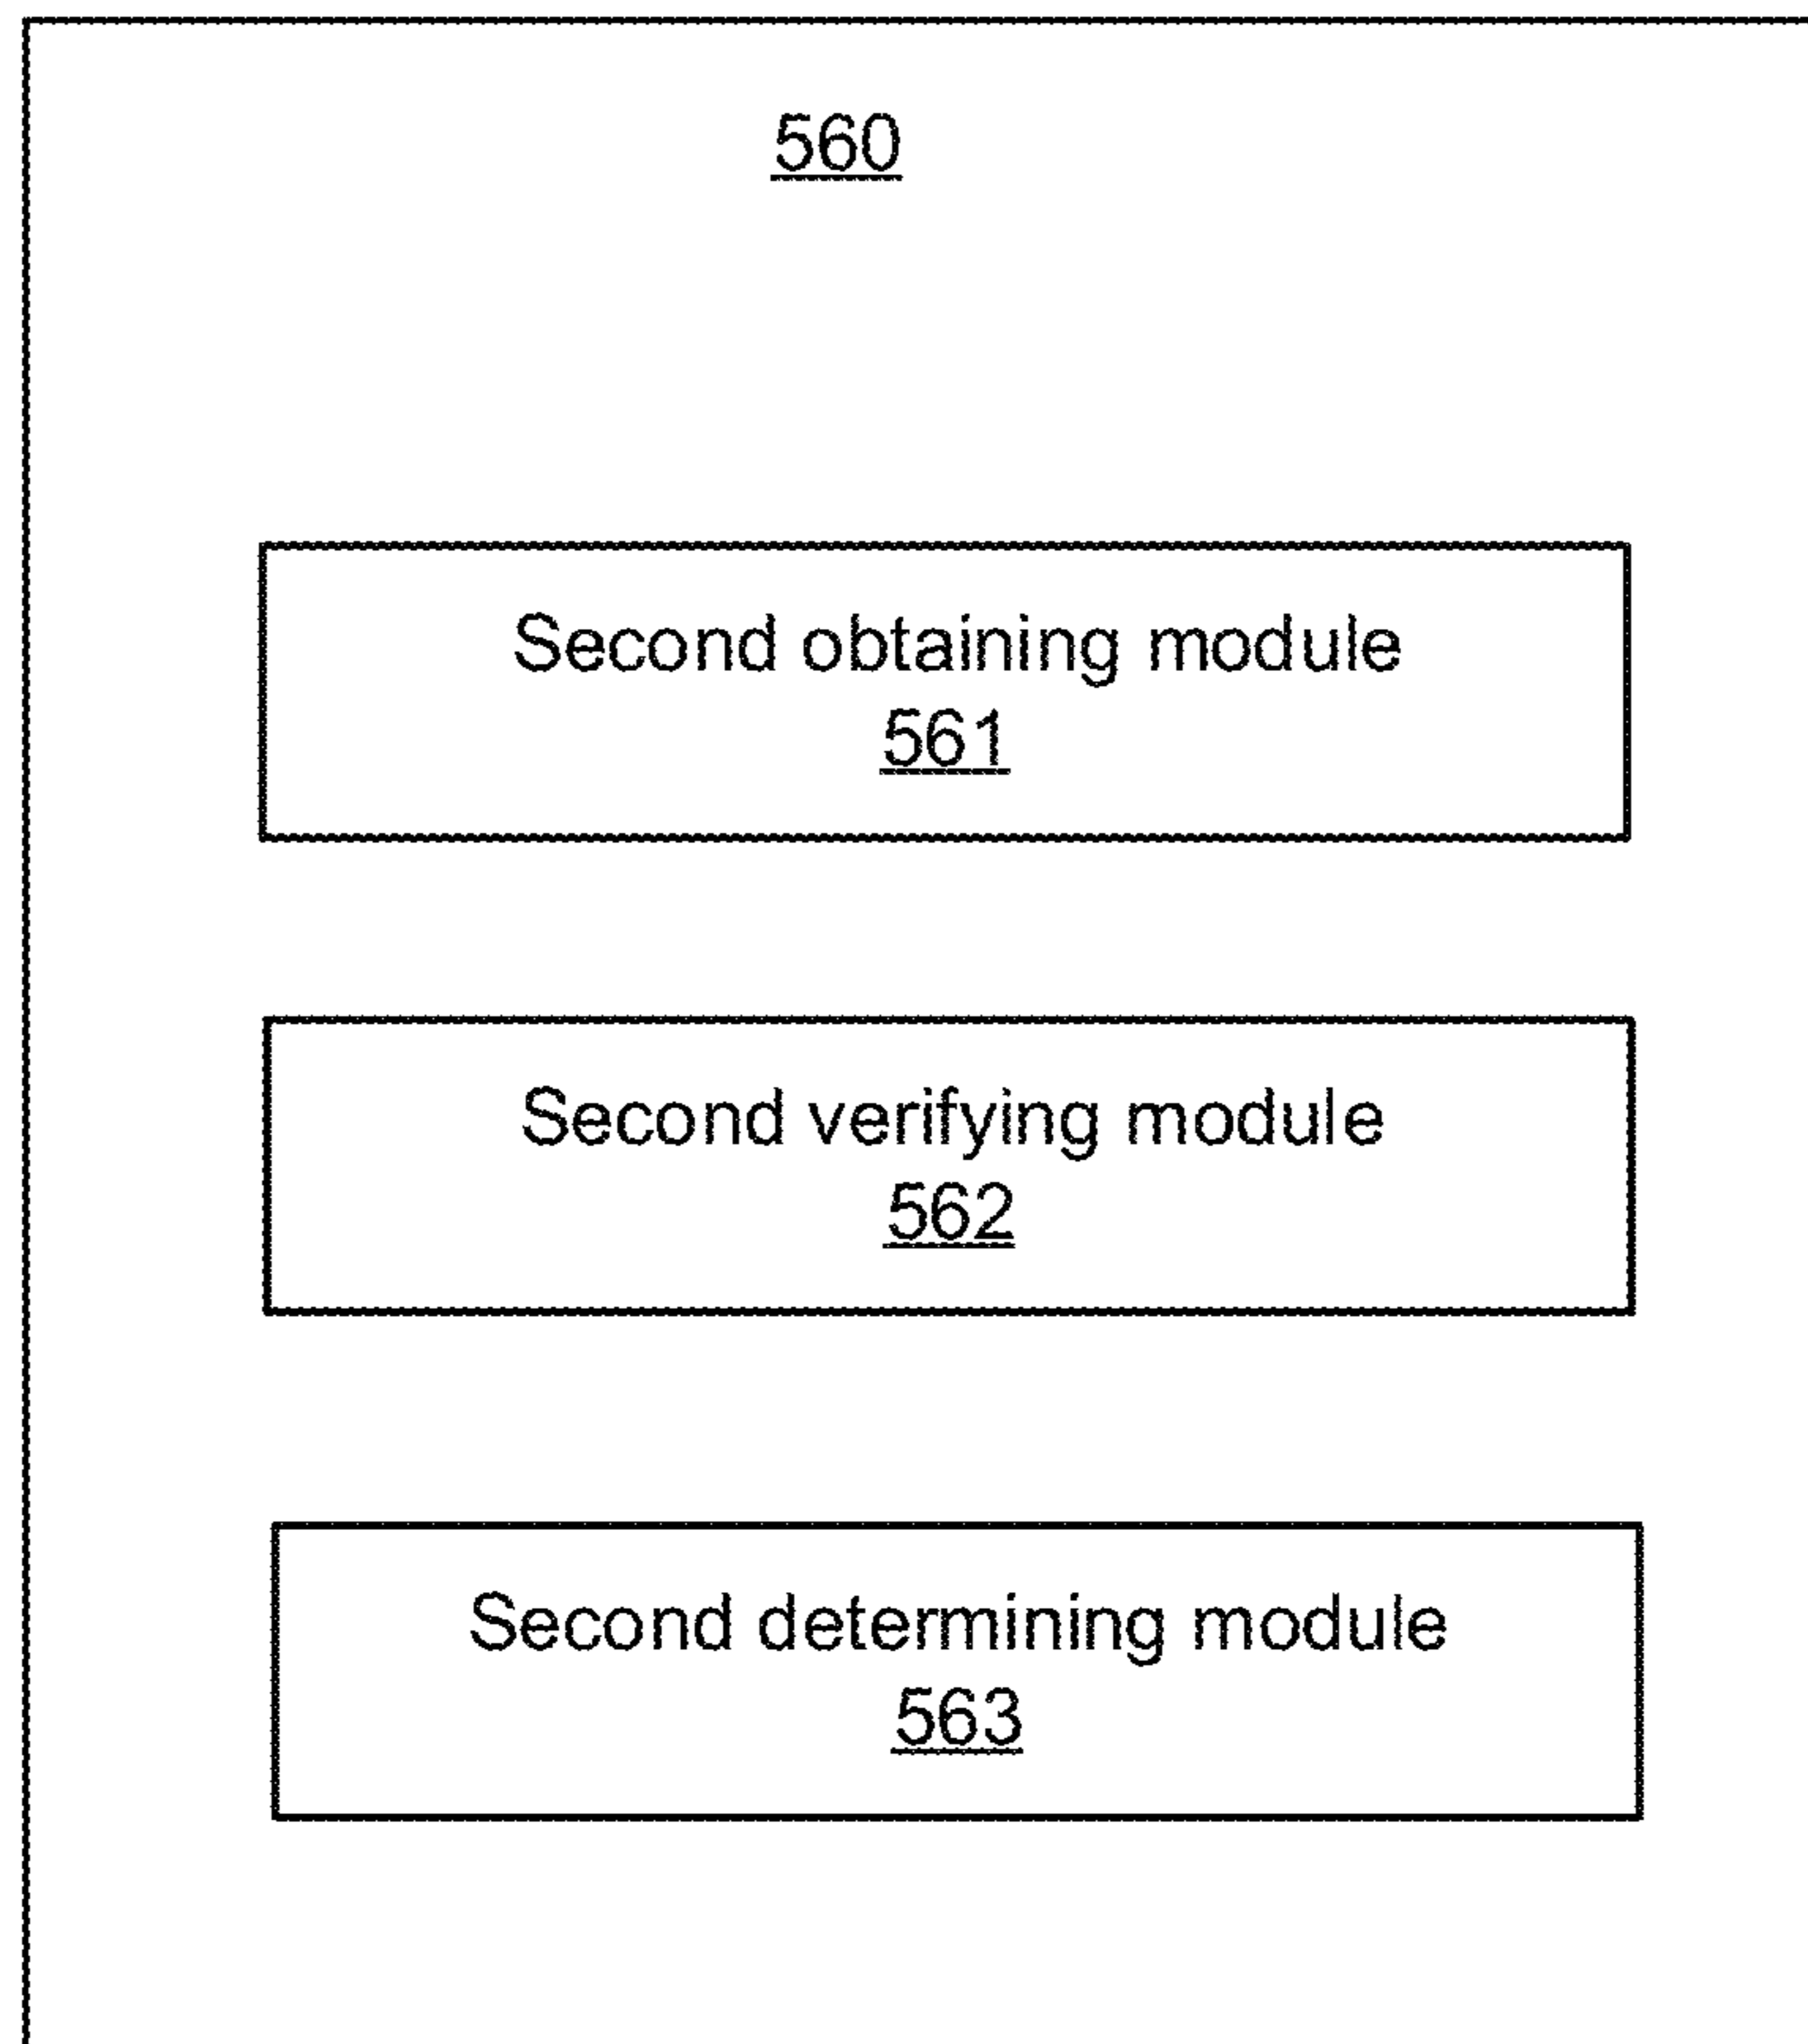 560
Second obtaining module
561
Second verifying module
562
Second determining module
563